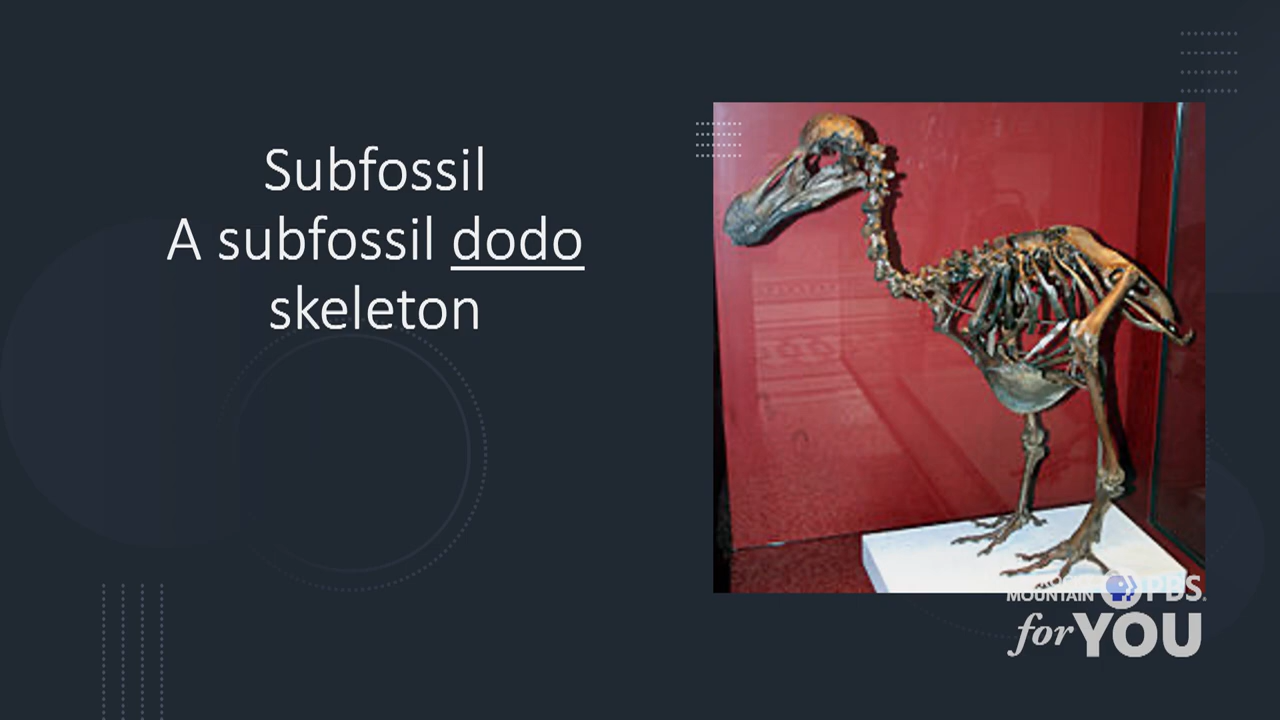 Subfossil
A subfossil dodo
skeleton
MOUNTAIN PBS.
for YOU